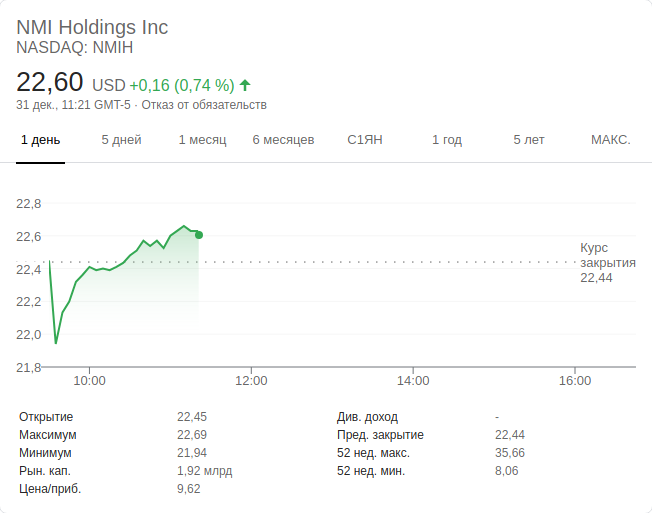 NMI Holdings Inc
NASDAQ: NMIH
22,60 USD +0,16 (0,74 %)
31 дек., 11:21 GMT-5 · Отказ от обязательств
1 день 5 дней 1 месяц 6 месяцев С1ЯН 1 год 5 лет МАКС.
22,8
22,6
Курс
закрытия
22,44
22,4
22,2
22,0
21,8
10:00 12:00 14:00 16:00
Открытие 22,45 Див. доход -
Максимум 22,69 Пред. закрытие 22,44
Минимум 21,94 52 нед. макс. 35,66
Рын. кап. 1,92 млрд 52 нед. мин. 8,06
Цена/приб. 9,62